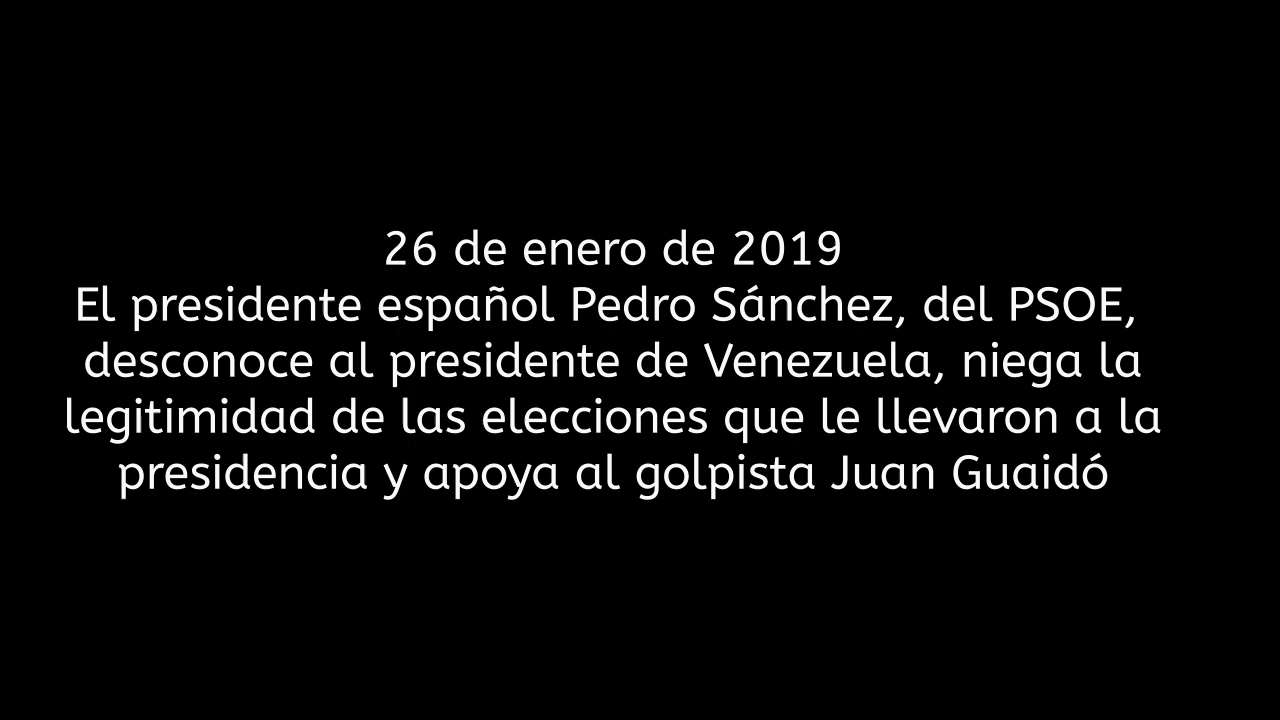 26 de enero de 2019
El presidente español Pedro Sánchez, del PSOE,
desconoce al presidente de Venezuela, niega la
legitimidad de las elecciones que le llevaron a la
presidencia y apoya al golpista Juan Guaidó